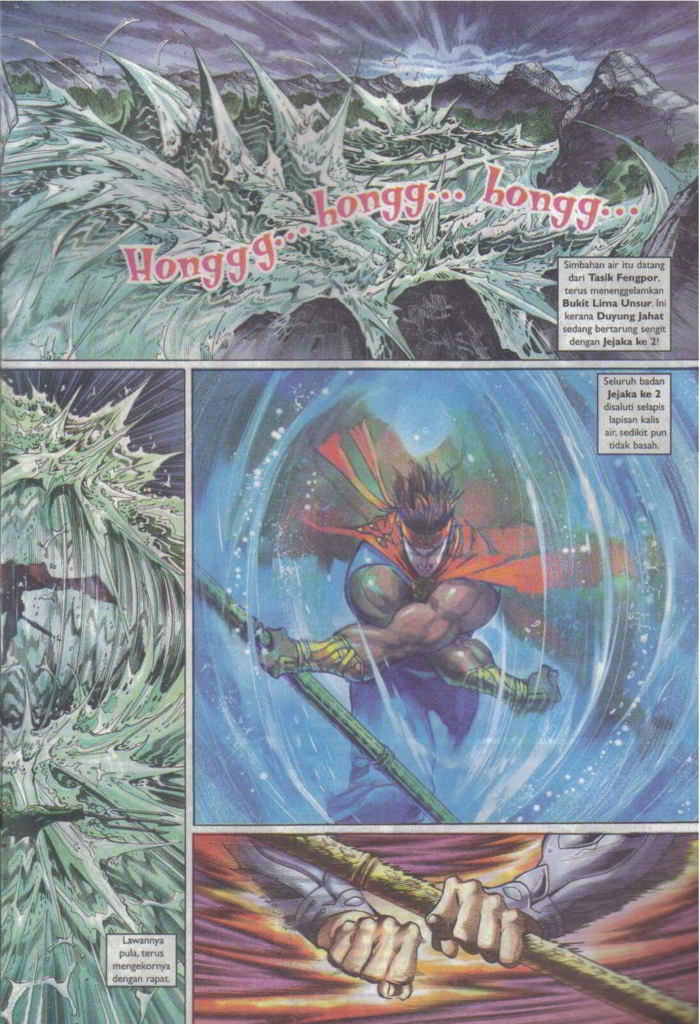 Honggg... hongg... hongg...
Simbahan air itu datang
dari Tasik Fengpor,
terus menenggelamkan
Bukit Lima Unsur. Ini
kerana Duyung Jahat
sedang bertarung sengit
dengan Jejaka ke 2!
Seluruh badan
Jejaka ke 2
disaluti selapis
lapisan kalis
air, sedikit pun
tidak basah.
Lawannya
pula, terus
mengekornya
dengan rapat.